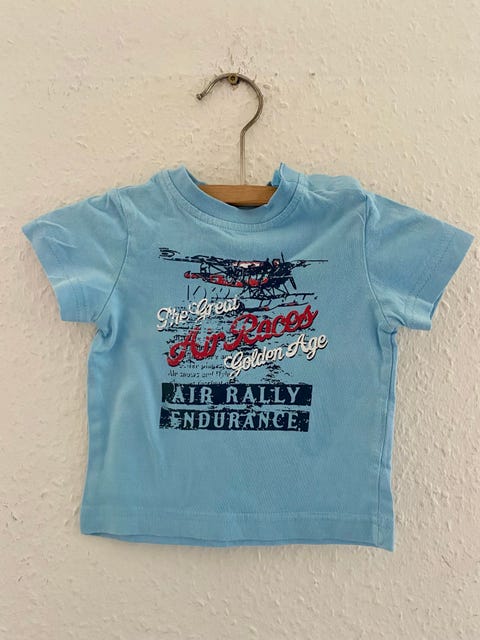 The Great
Air Races
Golden Age
AIR RALLY
ENDURANCE